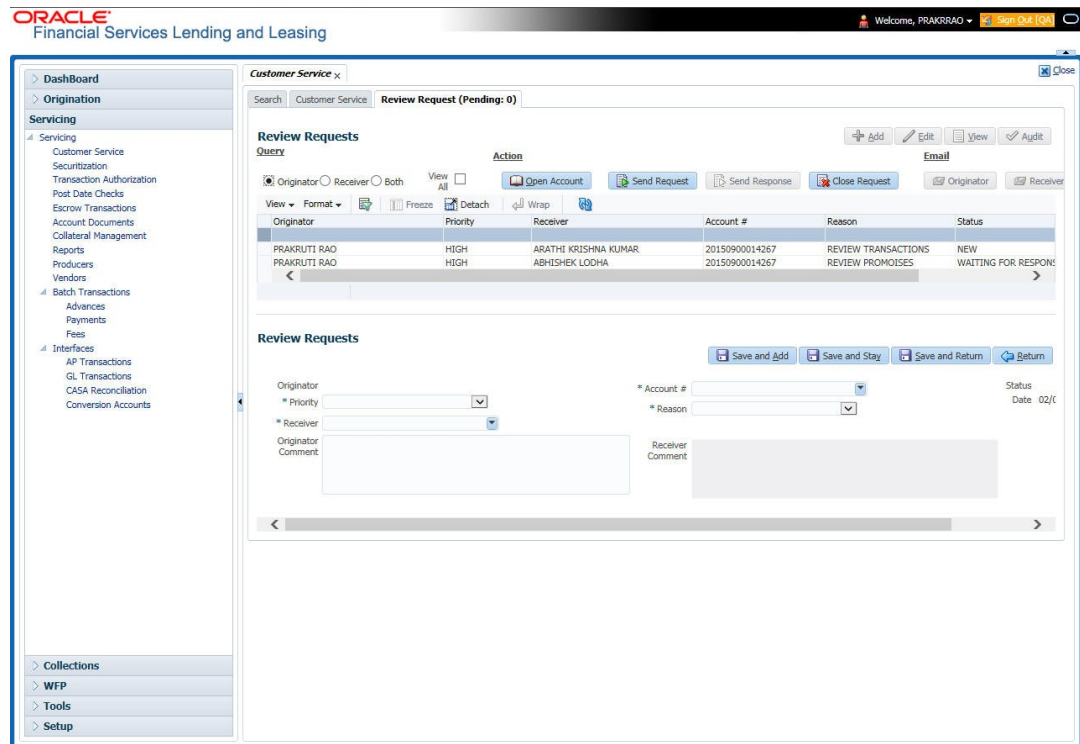 ORACLE
Welcome, PRAKRRAO
Sign Out [QA]
Financial Services Lending and Leasing
Close
DashBoard
Origination
Servicing
Servicing
Customer Service
Securitization
Transaction Authorization
Post Date Checks
Escrow Transactions
Account Documents
Collateral Management
Reports
Producers
Vendors
Batch Transactions
Advances
Payments
Fees
Interfaces
AP Transactions
GL Transactions
CASA Reconciliation
Conversion Accounts
Collections
WFP
Tools
Setup
Customer Service x
Search Customer Service Review Request (Pending: 0)
Review Requests
Add Edit View Audit
Query Action Email
Originator Receiver Both View All Open Account Send Request Send Response Close Request Originator Receiver
View Format Freeze Detach Wrap
Originator Priority Receiver Account # Reason Status
PRAKRUTI RAO HIGH ARATHI KRISHNA KUMAR 20150900014267 REVIEW TRANSACTIONS NEW
PRAKRUTI RAO HIGH ABHISHEK LODHA 20150900014267 REVIEW PROMOISES WAITING FOR RESPONS
Review Requests
Save and Add Save and Stay Save and Return Return
Originator * Account # Status
* Priority * Reason Date 02/0
* Receiver
Originator Comment Receiver Comment